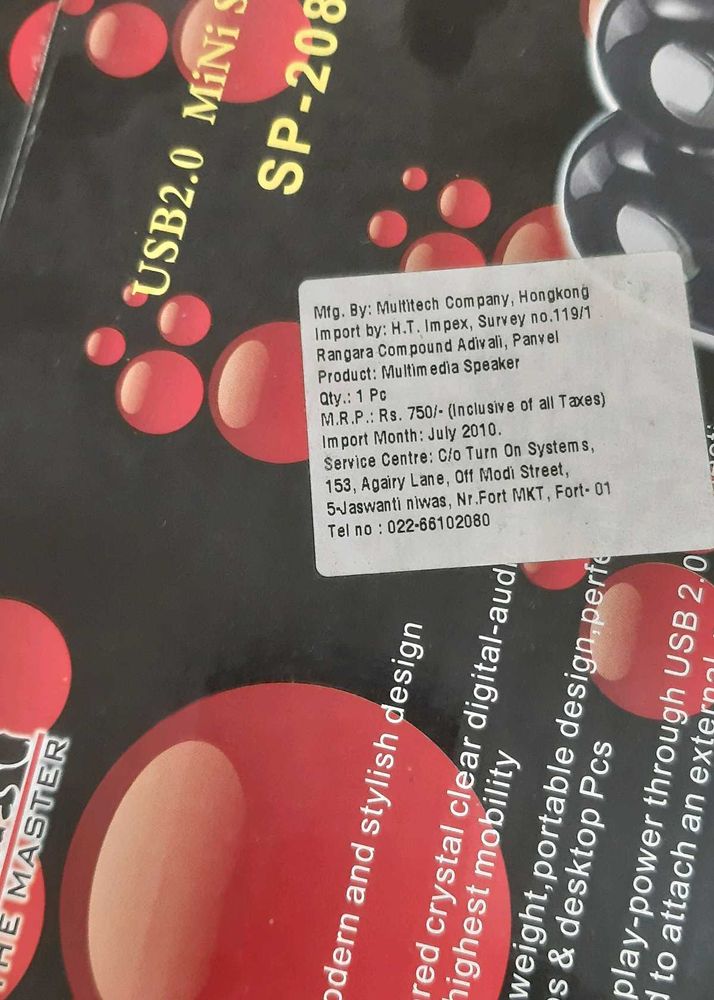 USB2.0 MiNi S
SP-208
Mfg. By: Multitech Company, Hongkong
Import by: H.T. Impex, Survey no.119/1
Rangara Compound Adivali, Panvel
Product: Multimedia Speaker
Qty.: 1 Pc
M.R.P.: Rs. 750/- (Inclusive of all Taxes)
Import Month: July 2010.
Service Centre: C/o Turn On Systems,
153, Agairy Lane, Off Modi Street,
5-Jaswanti niwas, Nr.Fort MKT, Fort- 01
Tel no : 022-66102080
odern and stylish design
red crystal clear digital-aud
highest mobility
weight,portable design,perfe
s & desktop Pcs
play-power through USB 2.0
d to attach an external
THE MASTER